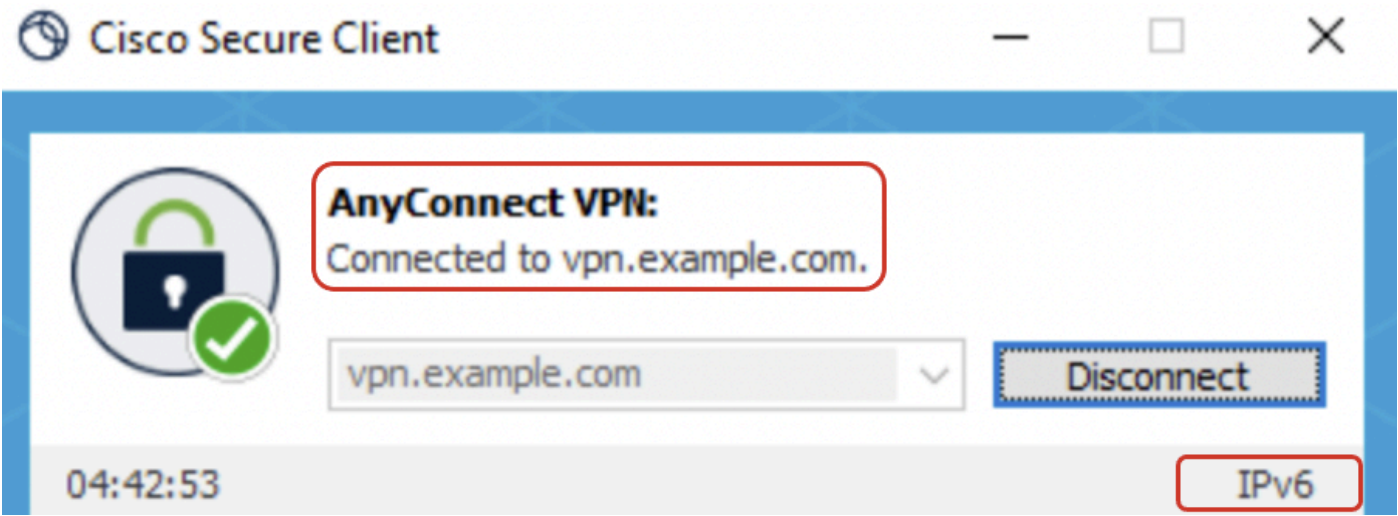 Cisco Secure Client
AnyConnect VPN:
Connected to vpn.example.com.
vpn.example.com
Disconnect
04:42:53
IPv6